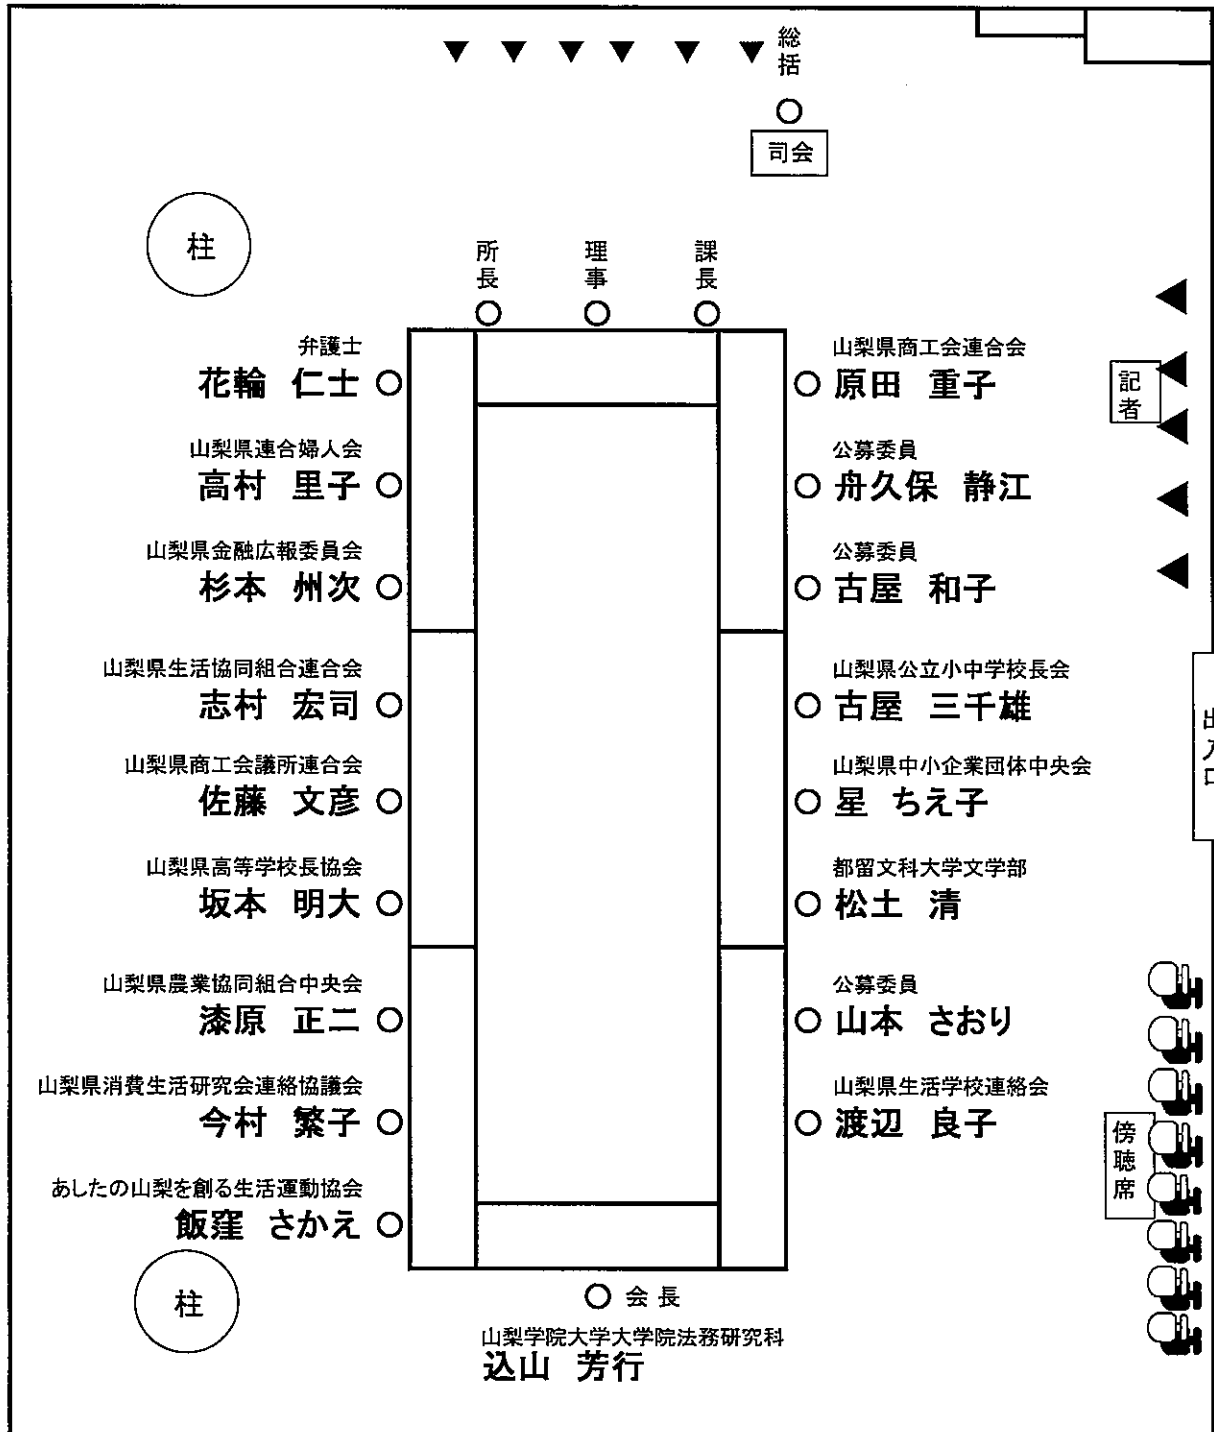 総括
司会
柱
所長
理事
課長
弁護士
花輪 仁士
山梨県連合婦人会
高村 里子
山梨県金融広報委員会
杉本 州次
山梨県生活協同組合連合会
志村 宏司
山梨県商工会議所連合会
佐藤 文彦
山梨県高等学校長協会
坂本 明大
山梨県農業協同組合中央会
漆原 正二
山梨県消費生活研究会連絡協議会
今村 繁子
あしたの山梨を創る生活運動協会
飯窪 さかえ
山梨県商工会連合会
原田 重子
公募委員
舟久保 静江
公募委員
古屋 和子
山梨県公立小中学校長会
古屋 三千雄
山梨県中小企業団体中央会
星 ちえ子
都留文科大学文学部
松土 清
公募委員
山本 さおり
山梨県生活学校連絡会
渡辺 良子
記者
出入口
傍聴席
柱
会長
山梨学院大学大学院法務研究科
込山 芳行